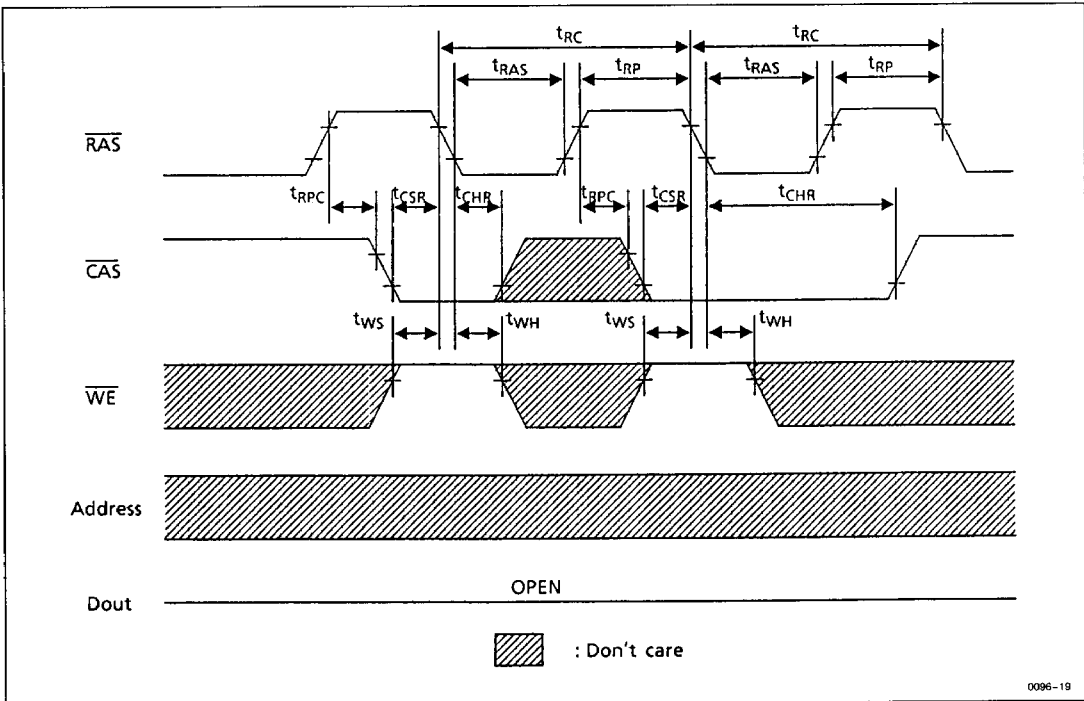 tRC tRC
tRAS tRP tRAS tRP
RAS
tRPC tCSR tCHR tRPC tCSR tCHR
CAS
tWS tWH tWS tWH
WE
Address
OPEN
Dout
: Don't care
0096-19